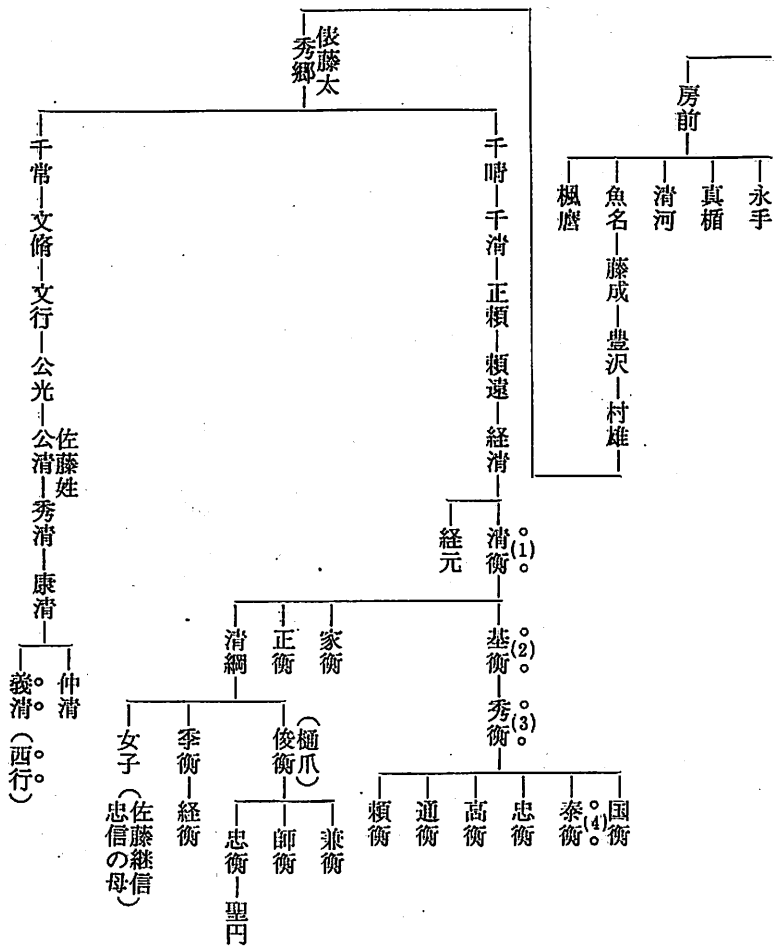 房前
永手
真楯
清河
魚名
藤成
豊沢
村雄
楓麿
俵藤太
秀郷
千晴
千清
正頼
頼遠
経清
清衡(1)
経元
基衡(2)
家衡
正衡
清綱
秀衡(3)
国衡
泰衡(4)
忠衡
高衡
通衡
頼衡
(樋爪)
俊衡
兼衡
師衡
忠衡
聖円
季衡
経衡
女子(佐藤継信
忠信の母)
千常
文脩
文行
公光
佐藤姓
公清
秀清
康清
仲清
義清(西行)